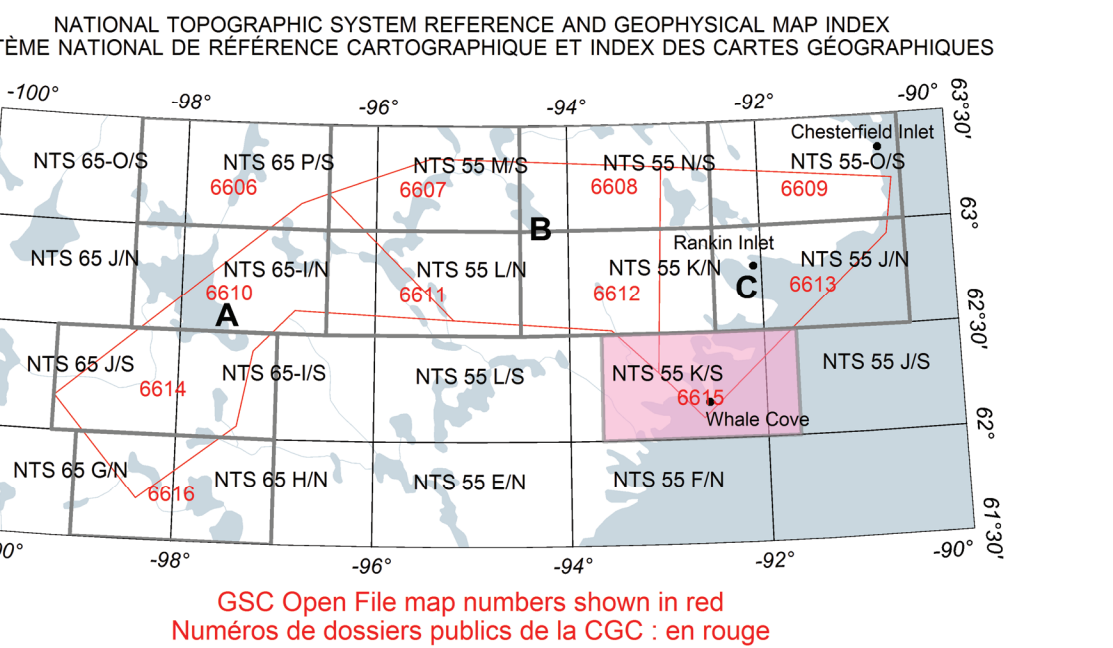 NATIONAL TOPOGRAPHIC SYSTEM REFERENCE AND GEOPHYSICAL MAP INDEX
TÈME NATIONAL DE RÉFÉRENCE CARTOGRAPHIQUE ET INDEX DES CARTES GÉOGRAPHIQUES
-100° -98° -96° -94° -92° -90° 63°30'
Chesterfield Inlet
NTS 65-O/S NTS 65 P/S NTS 55 M/S NTS 55 N/S NTS 55-O/S
6606 6607 6608 6609
B 63°
Rankin Inlet
NTS 65 J/N NTS 65-I/N NTS 55 L/N NTS 55 K/N NTS 55 J/N
6610 6611 6612 C 6613
A 62°30'
NTS 65 J/S NTS 65-I/S NTS 55 L/S NTS 55 K/S NTS 55 J/S
6614 6615
Whale Cove 62°
NTS 65 G/N NTS 65 H/N NTS 55 E/N NTS 55 F/N
6616
61°30'
00° -98° -96° -94° -92° -90°
GSC Open File map numbers shown in red
Numéros de dossiers publics de la CGC : en rouge